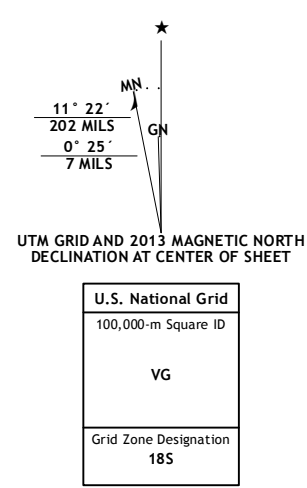 ★
MN
11° 22´
202 MILS
GN
0° 25´
7 MILS
UTM GRID AND 2013 MAGNETIC NORTH
DECLINATION AT CENTER OF SHEET
U.S. National Grid
100,000-m Square ID
VG
Grid Zone Designation
18S